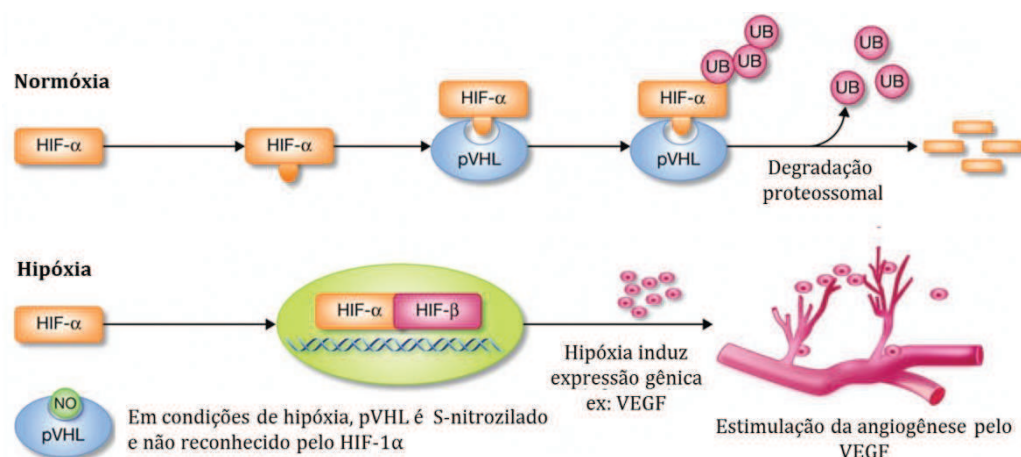 Normóxia
HIF-α
HIF-α
HIF-α
pVHL
HIF-α
pVHL
UB
UB
UB
UB
UB
UB
Degradação
proteossomal
Hipóxia
HIF-α
HIF-α
HIF-β
Hipóxia induz
expressão gênica
ex: VEGF
NO
pVHL
Em condições de hipóxia, pVHL é S-nitrozilado
e não reconhecido pelo HIF-1α
Estimulação da angiogênese pelo
VEGF